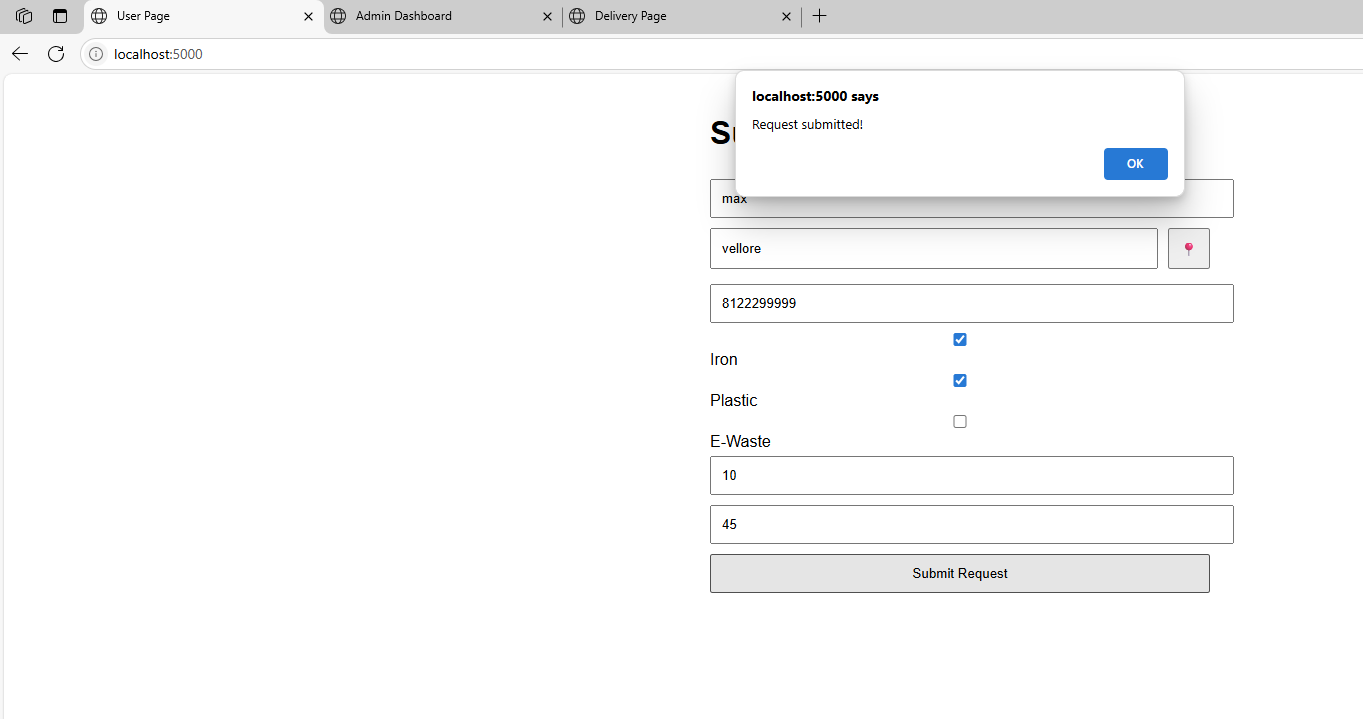 User Page
Admin Dashboard
Delivery Page
localhost:5000
localhost:5000 says
Request submitted!
OK
max
vellore
8122299999
Iron
Plastic
E-Waste
10
45
Submit Request